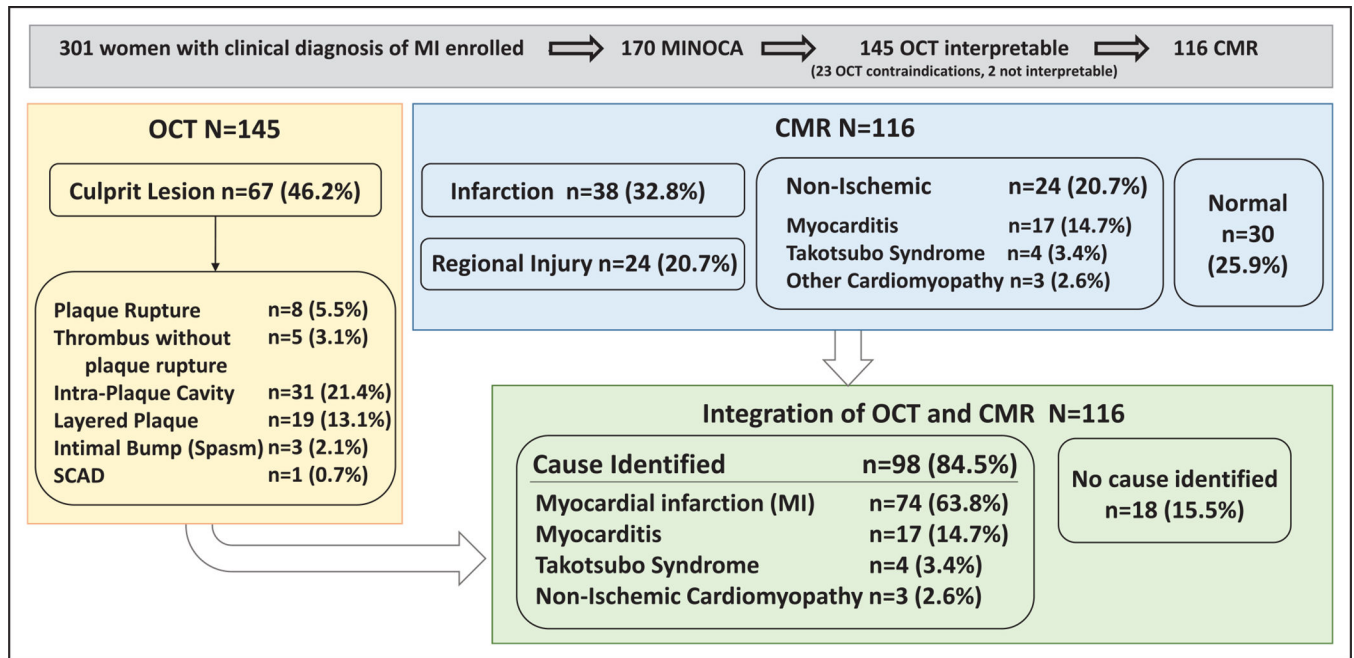 301 women with clinical diagnosis of MI enrolled 170 MINOCA 145 OCT interpretable 116 CMR
(23 OCT contraindications, 2 not interpretable)
OCT N=145
Culprit Lesion n=67 (46.2%)
Plaque Rupture n=8 (5.5%)
Thrombus without n=5 (3.1%)
plaque rupture
Intra-Plaque Cavity n=31 (21.4%)
Layered Plaque n=19 (13.1%)
Intimal Bump (Spasm) n=3 (2.1%)
SCAD n=1 (0.7%)
CMR N=116
Infarction n=38 (32.8%)
Regional Injury n=24 (20.7%)
Non-Ischemic n=24 (20.7%)
Myocarditis n=17 (14.7%)
Takotsubo Syndrome n=4 (3.4%)
Other Cardiomyopathy n=3 (2.6%)
Normal
n=30
(25.9%)
Integration of OCT and CMR N=116
Cause Identified n=98 (84.5%)
Myocardial infarction (MI) n=74 (63.8%)
Myocarditis n=17 (14.7%)
Takotsubo Syndrome n=4 (3.4%)
Non-Ischemic Cardiomyopathy n=3 (2.6%)
No cause identified
n=18 (15.5%)